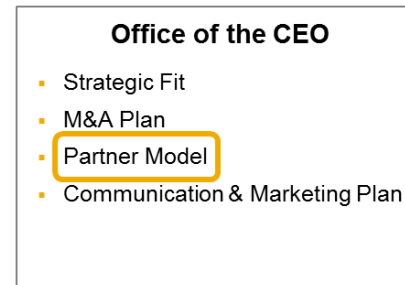 Office of the CEO
▪ Strategic Fit
▪ M&A Plan
▪ Partner Model
▪ Communication & Marketing Plan